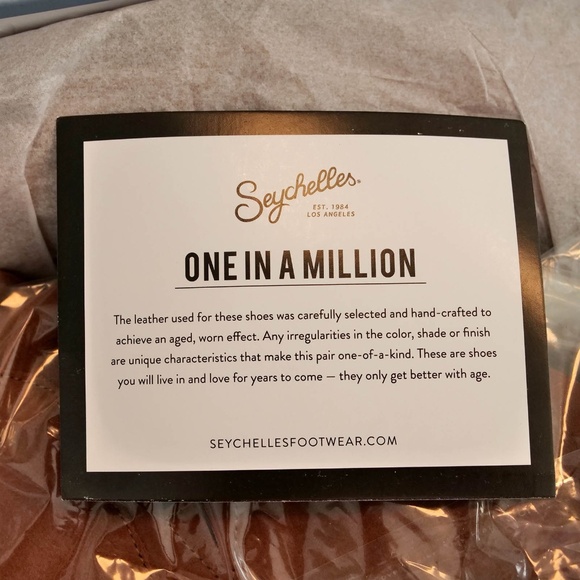 Seychelles.
EST. 1984
LOS ANGELES
ONE IN A MILLION
The leather used for these shoes was carefully selected and hand-crafted to
achieve an aged, worn effect. Any irregularities in the color, shade or finish
are unique characteristics that make this pair one-of-a-kind. These are shoes
you will live in and love for years to come — they only get better with age.
SEYCHELLESFOOTWEAR.COM